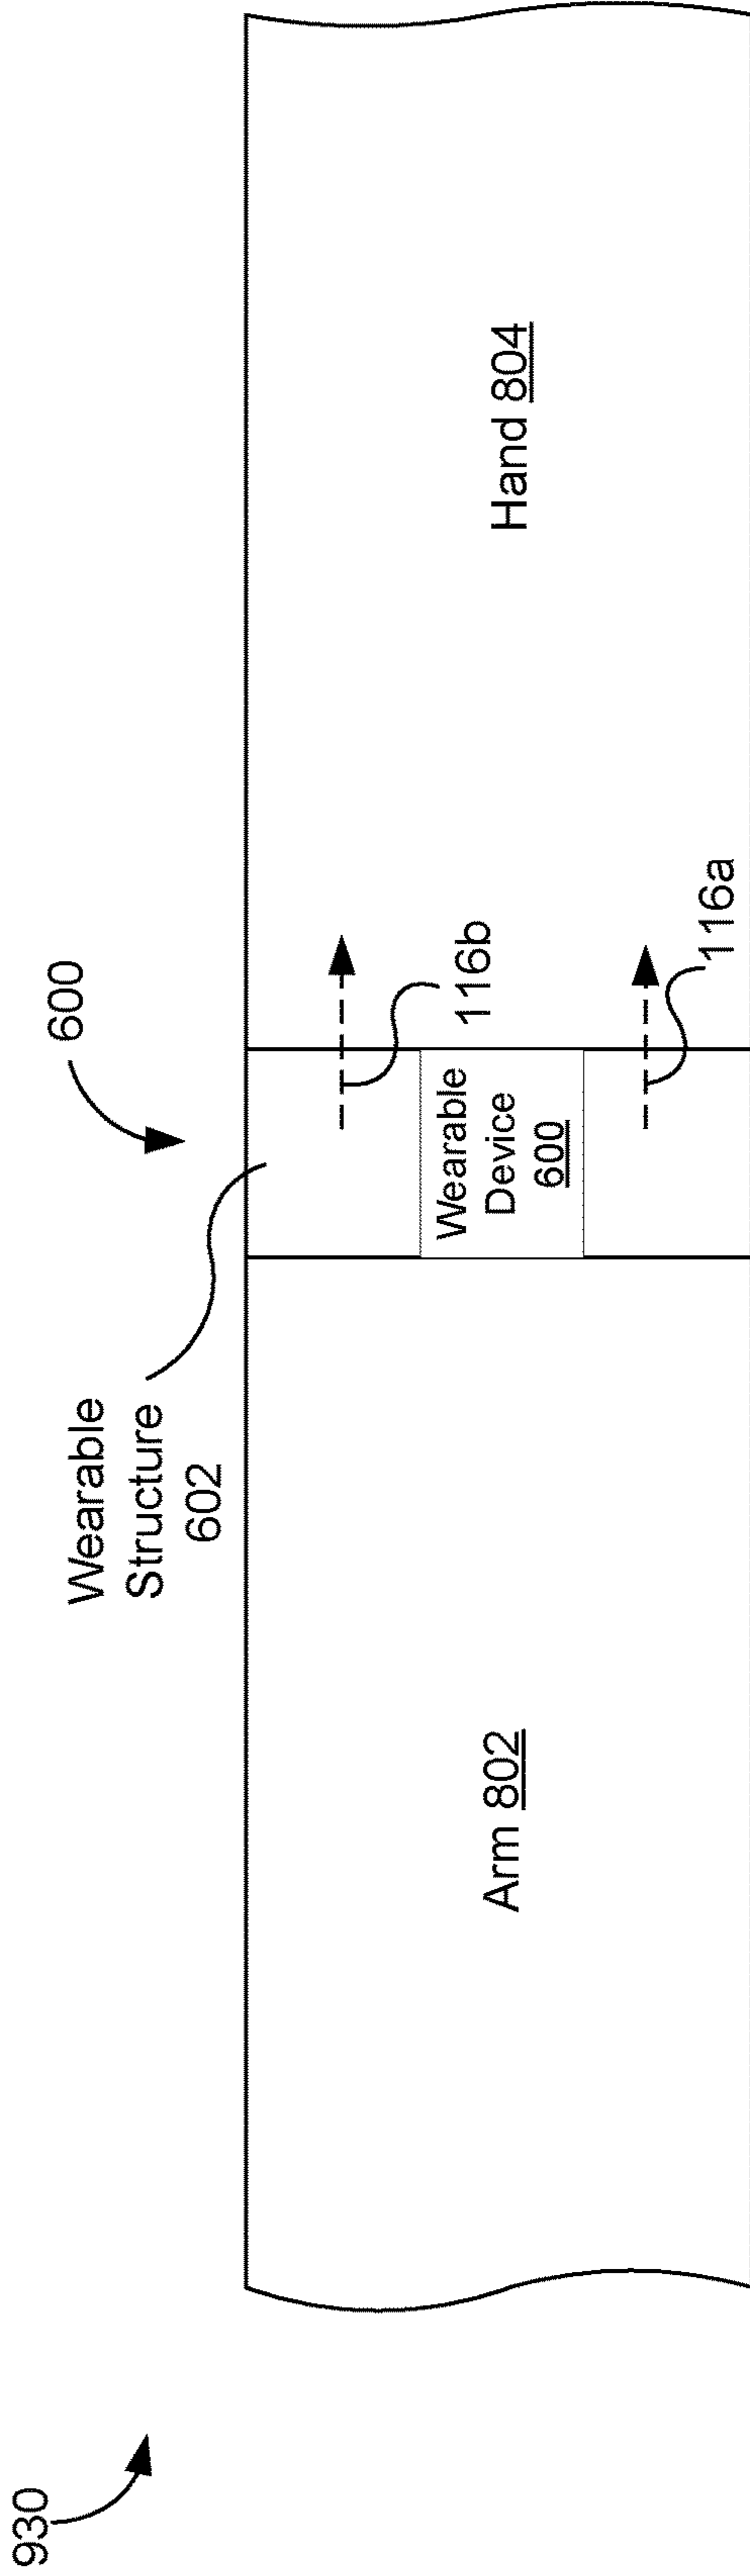 930
Wearable
Structure
602
600
Arm 802
Wearable
Device
600
116b
116a
Hand 804